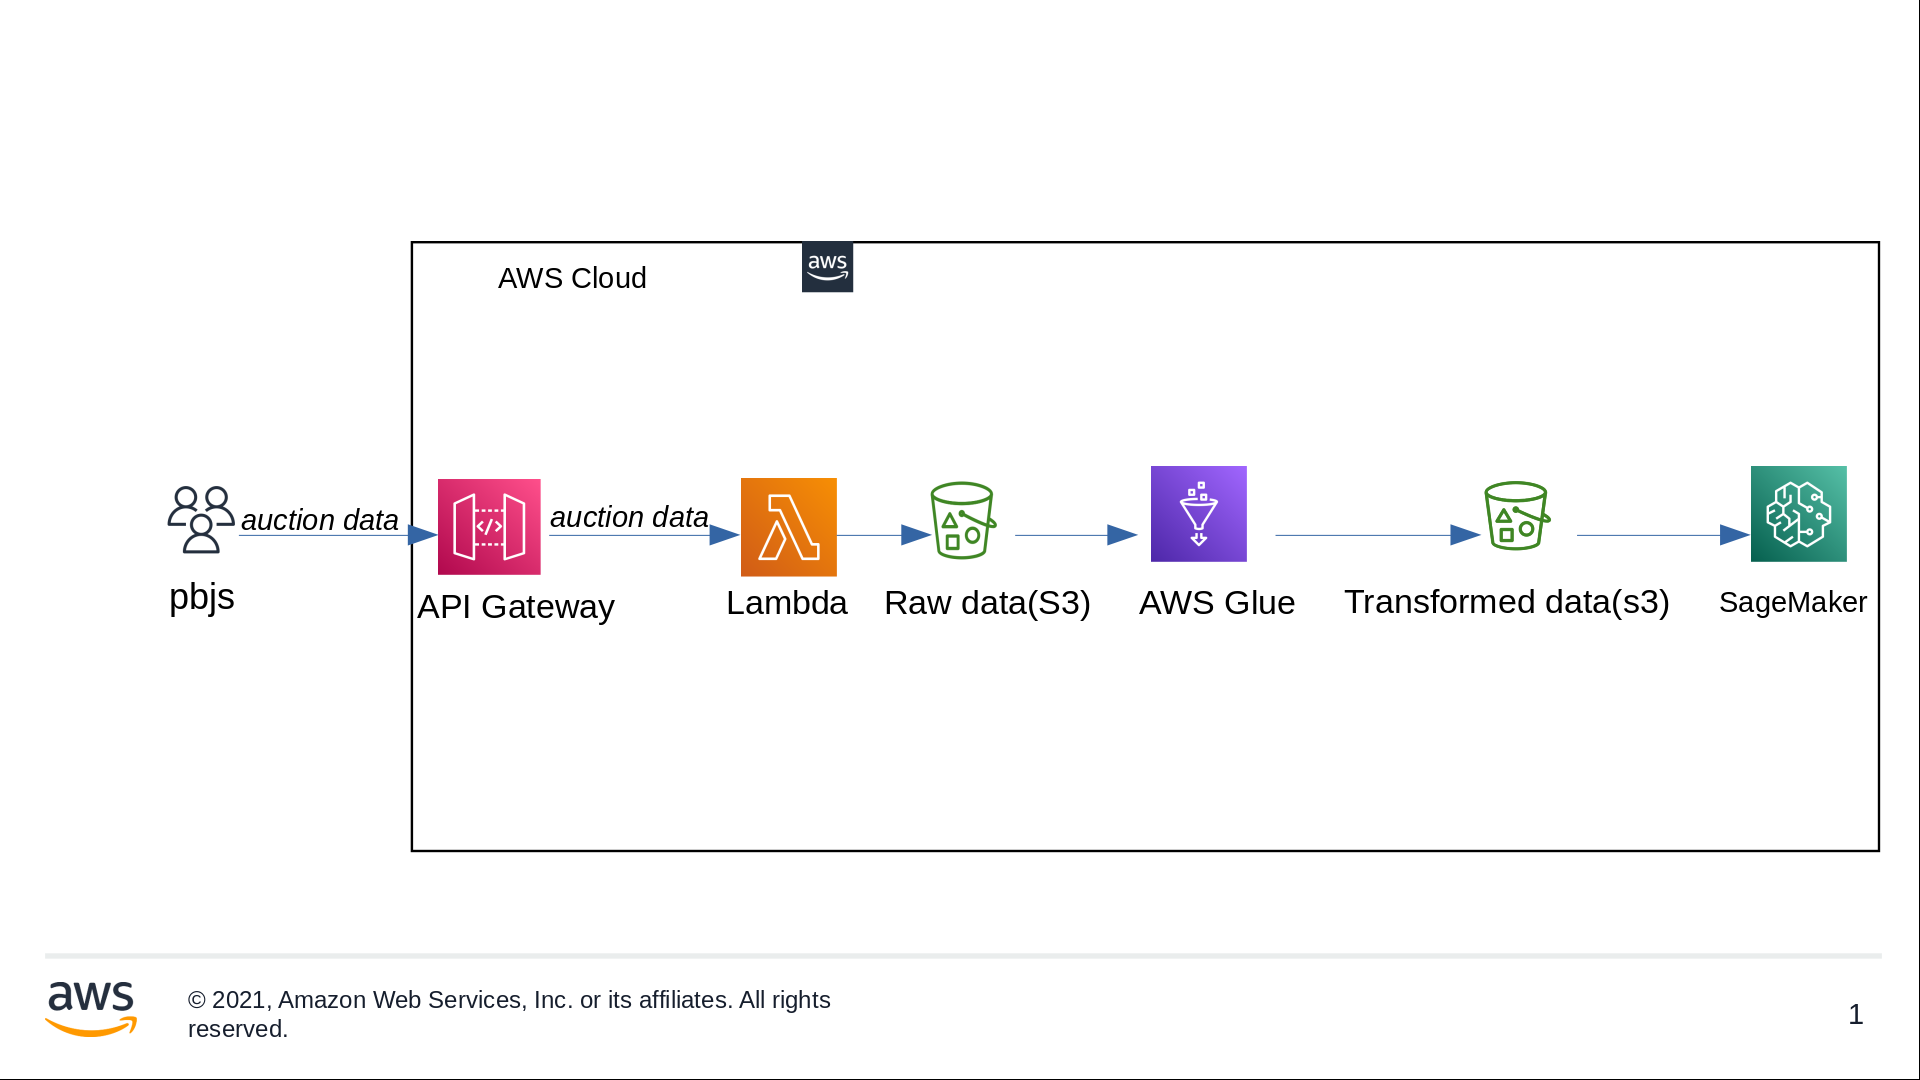 aws
AWS Cloud
auction data
auction data
pbjs
API Gateway
Lambda
Raw data(S3)
AWS Glue
Transformed data(s3)
SageMaker
aws
© 2021, Amazon Web Services, Inc. or its affiliates. All rights
reserved.
1